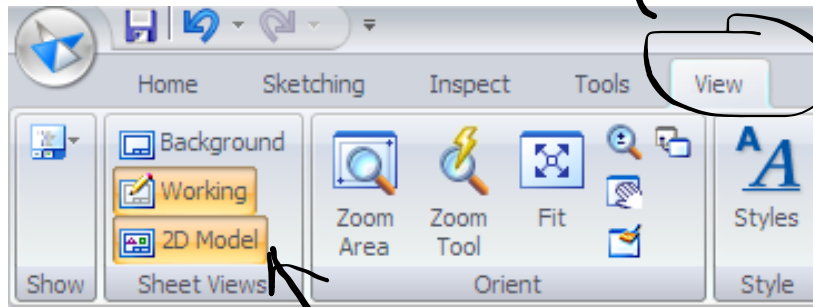 Home Sketching Inspect Tools View
Background
Working
2D Model
Zoom Area
Zoom Tool
Fit
Styles
Show Sheet Views Orient Style